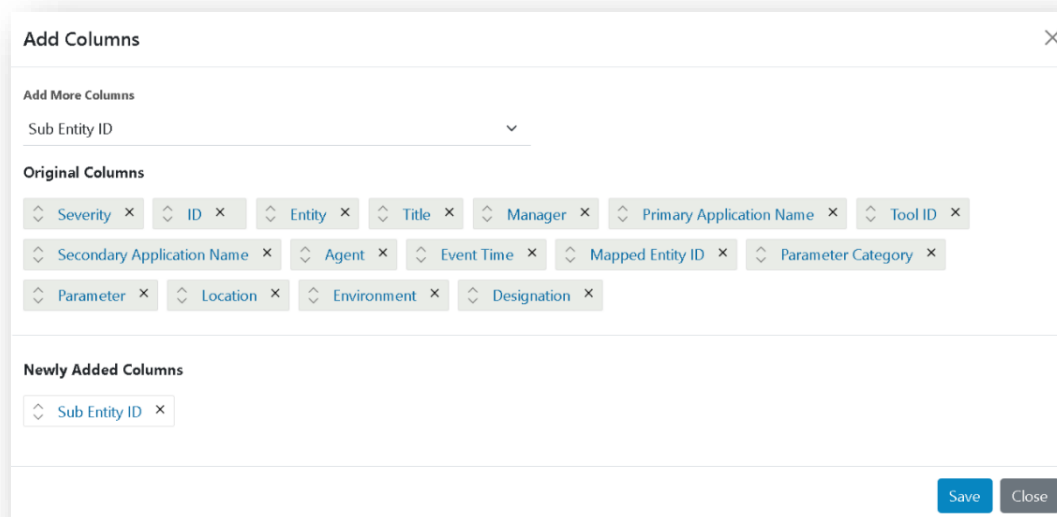 Add Columns
Add More Columns
Sub Entity ID
Original Columns
Severity × ID × Entity × Title × Manager × Primary Application Name × Tool ID ×
Secondary Application Name × Agent × Event Time × Mapped Entity ID × Parameter Category ×
Parameter × Location × Environment × Designation ×
Newly Added Columns
Sub Entity ID ×
Save Close